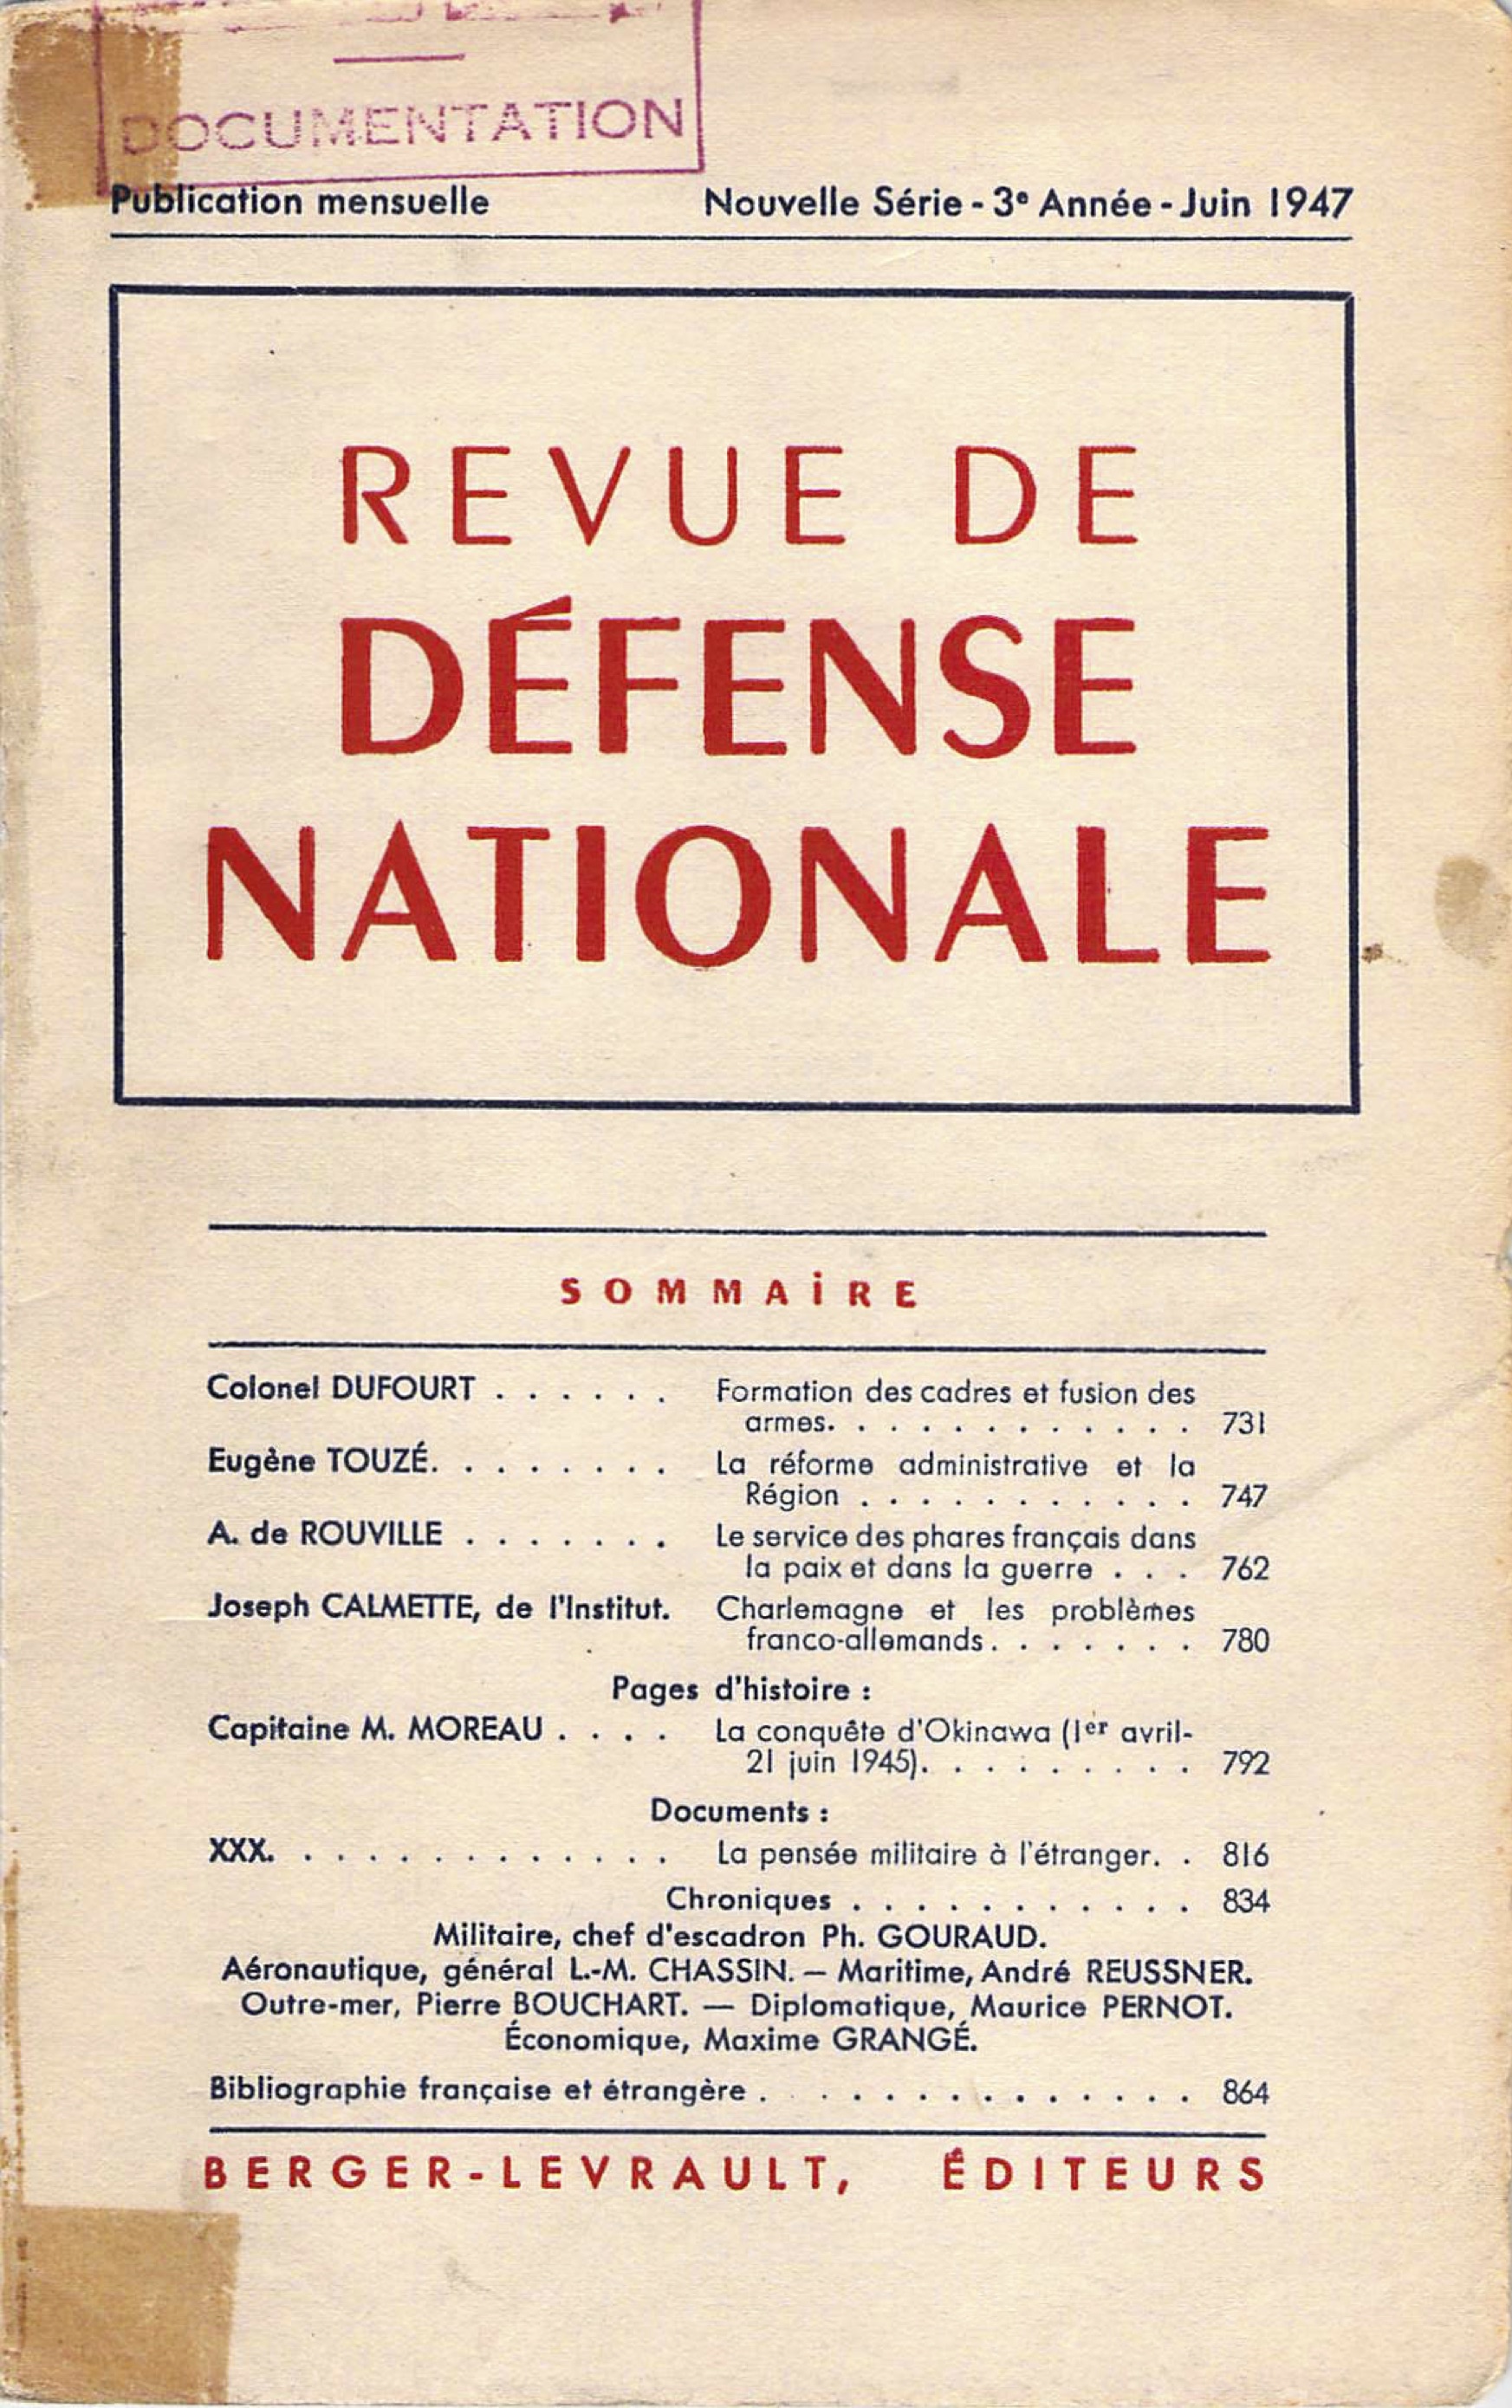 DOCUMENTATION
Publication mensuelle Nouvelle Série - 3e Année - Juin 1947
REVUE DE
DÉFENSE
NATIONALE
SOMMAIRE
Colonel DUFOURT . . . . . . Formation des cadres et fusion des
armes. . . . . . . . . . . . . 731
Eugène TOUZÉ. . . . . . . . La réforme administrative et la
Région . . . . . . . . . . . 747
A. de ROUVILLE . . . . . . . Le service des phares français dans
la paix et dans la guerre . . . 762
Joseph CALMETTE, de l'Institut. Charlemagne et les problèmes
franco-allemands. . . . . . . 780
Pages d'histoire :
Capitaine M. MOREAU . . . . La conquête d'Okinawa (1er avril-
21 juin 1945). . . . . . . . . . 792
Documents :
XXX. . . . . . . . . . . . . La pensée militaire à l'étranger. . 816
Chroniques . . . . . . . . . . . 834
Militaire, chef d'escadron Ph. GOURAUD.
Aéronautique, général L.-M. CHASSIN. — Maritime, André REUSSNER.
Outre-mer, Pierre BOUCHART. — Diplomatique, Maurice PERNOT.
Économique, Maxime GRANGÉ.
Bibliographie française et étrangère . . . . . . . . . . . . . . 864
BERGER-LEVRAULT, ÉDITEURS